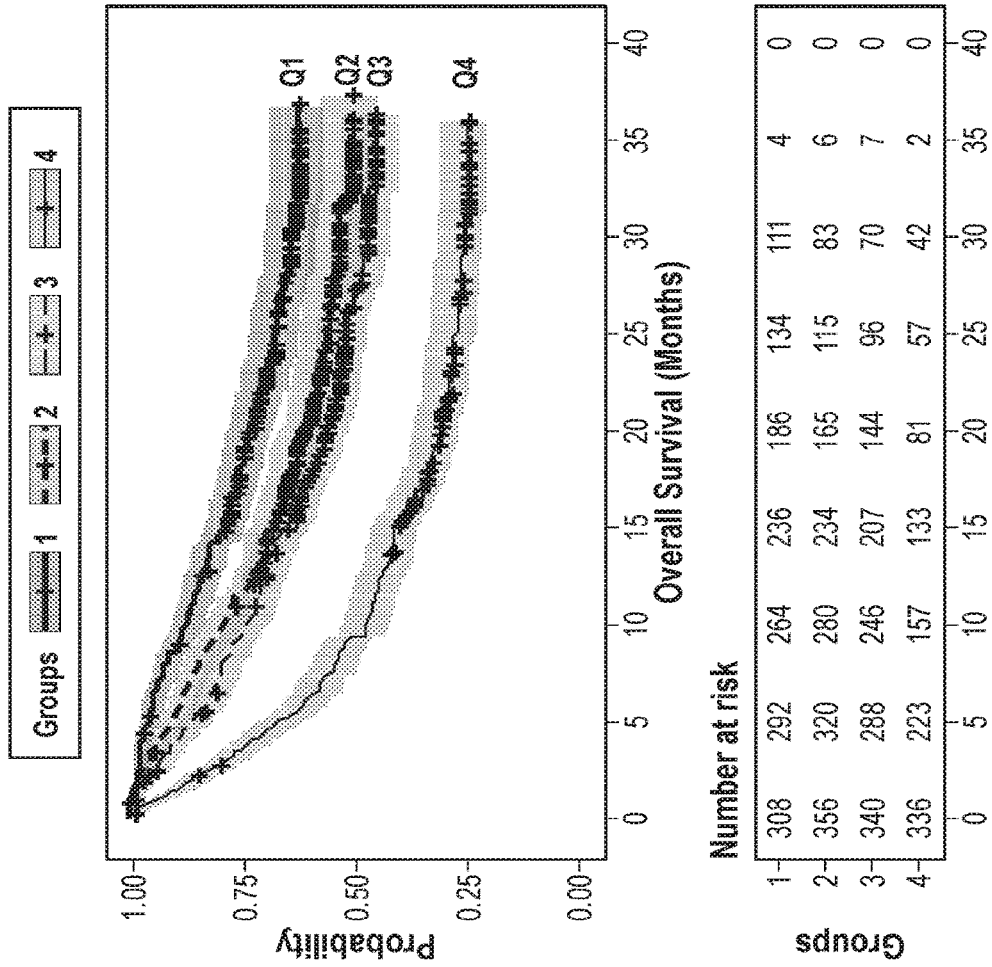 Groups 1 2 3 4
1.00
0.75
0.50
0.25
0.00
Probability
Q1
Q2
Q3
Q4
0 5 10 15 20 25 30 35 40
Overall Survival (Months)
Number at risk
Groups
1 308 292 264 236 186 134 111 4 0
2 356 320 280 234 165 115 83 6 0
3 340 288 246 207 144 96 70 7 0
4 336 223 157 133 81 57 42 2 0
0 5 10 15 20 25 30 35 40